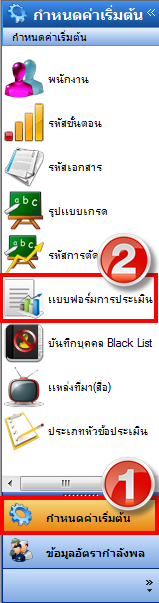 กำหนดค่าเริ่มต้น
กำหนดค่าเริ่มต้น
พนักงาน
รหัสขั้นตอน
รหัสเอกสาร
abc
รูปแบบเกรด
abc
รหัสการตัด
2
แบบฟอร์มการประเมิน
บันทึกบุคคล Black List
แหล่งที่มา(สื่อ)
ประเภทหัวข้อประเมิน
1
กำหนดค่าเริ่มต้น
ข้อมูลอัตรากำลังพล